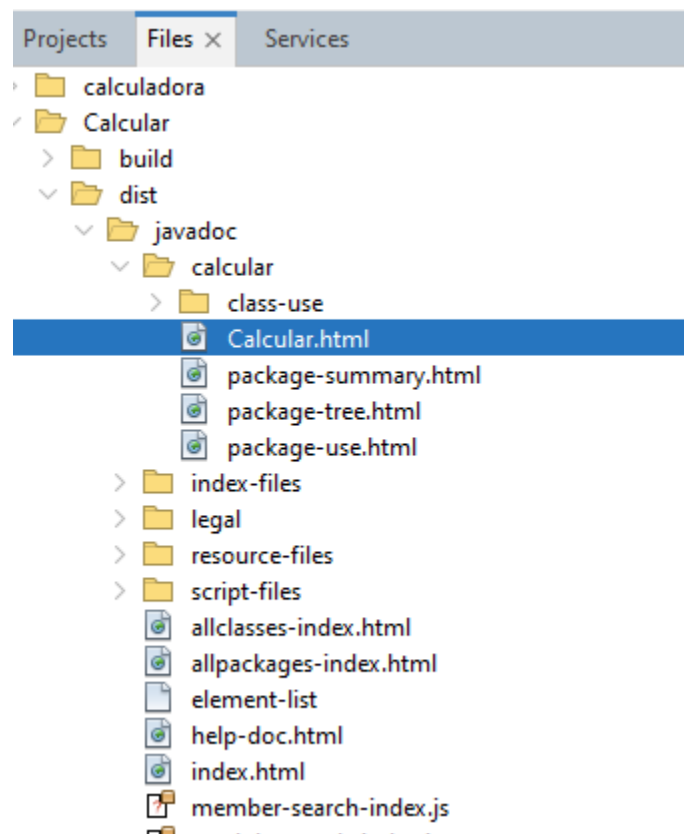 Projects Files × Services
calculadora
Calcular
build
dist
javadoc
calcular
class-use
Calcular.html
package-summary.html
package-tree.html
package-use.html
index-files
legal
resource-files
script-files
allclasses-index.html
allpackages-index.html
element-list
help-doc.html
index.html
member-search-index.js